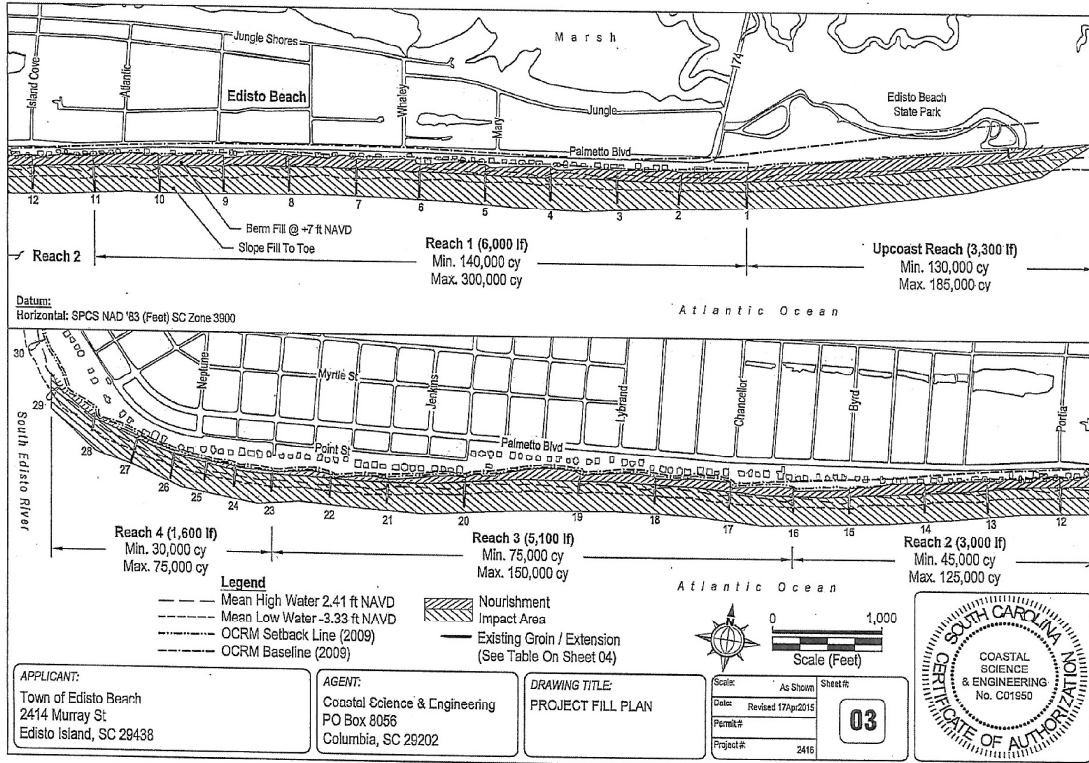 Marsh
Jungle Shores
Island Cove
Atlantic
Edisto Beach
Whaley
Mary
Jungle
174
Edisto Beach
State Park
Palmetto Blvd
12
11
10
9
8
7
6
5
4
3
2
1
Berm Fill @ +7 ft NAVD
Slope Fill To Toe
Reach 2
Reach 1 (6,000 lf)
Min. 140,000 cy
Max. 300,000 cy
Upcoast Reach (3,300 lf)
Min. 130,000 cy
Max. 185,000 cy
Atlantic Ocean
Datum:
Horizontal: SPCS NAD '83 (Feet) SC Zone 3900
30
29
South Edisto River
Neptune
Myrtle St
Jenkins
Lybrand
Chancellor
Byrd
Portia
Point St
Palmetto Blvd
28
27
26
25
24
23
22
21
20
19
18
17
16
15
14
13
12
Reach 4 (1,600 lf)
Min. 30,000 cy
Max. 75,000 cy
Reach 3 (5,100 lf)
Min. 75,000 cy
Max. 150,000 cy
Reach 2 (3,000 lf)
Min. 45,000 cy
Max. 125,000 cy
Atlantic Ocean
Legend
Mean High Water 2.41 ft NAVD
Mean Low Water -3.33 ft NAVD
OCRM Setback Line (2009)
OCRM Baseline (2009)
Nourishment
Impact Area
Existing Groin / Extension
(See Table On Sheet 04)
N
0 1,000
Scale (Feet)
SOUTH CAROLINA
CERTIFICATE OF AUTHORIZATION
COASTAL
SCIENCE
& ENGINEERING
No. C01950
APPLICANT:
Town of Edisto Beach
2414 Murray St
Edisto Island, SC 29438
AGENT:
Coastal Science & Engineering
PO Box 8056
Columbia, SC 29202
DRAWING TITLE:
PROJECT FILL PLAN
Scale: As Shown
Date: Revised 17Apr2015
Permit#
Project#: 2416
Sheet#:
03